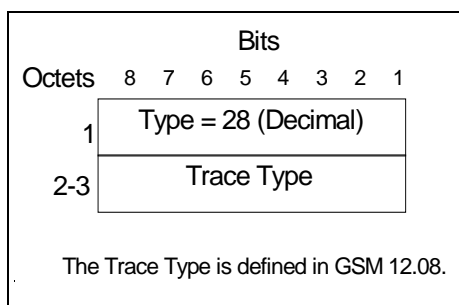 Bits
Octets 8 7 6 5 4 3 2 1
1 Type = 28 (Decimal)
2-3 Trace Type
The Trace Type is defined in GSM 12.08.